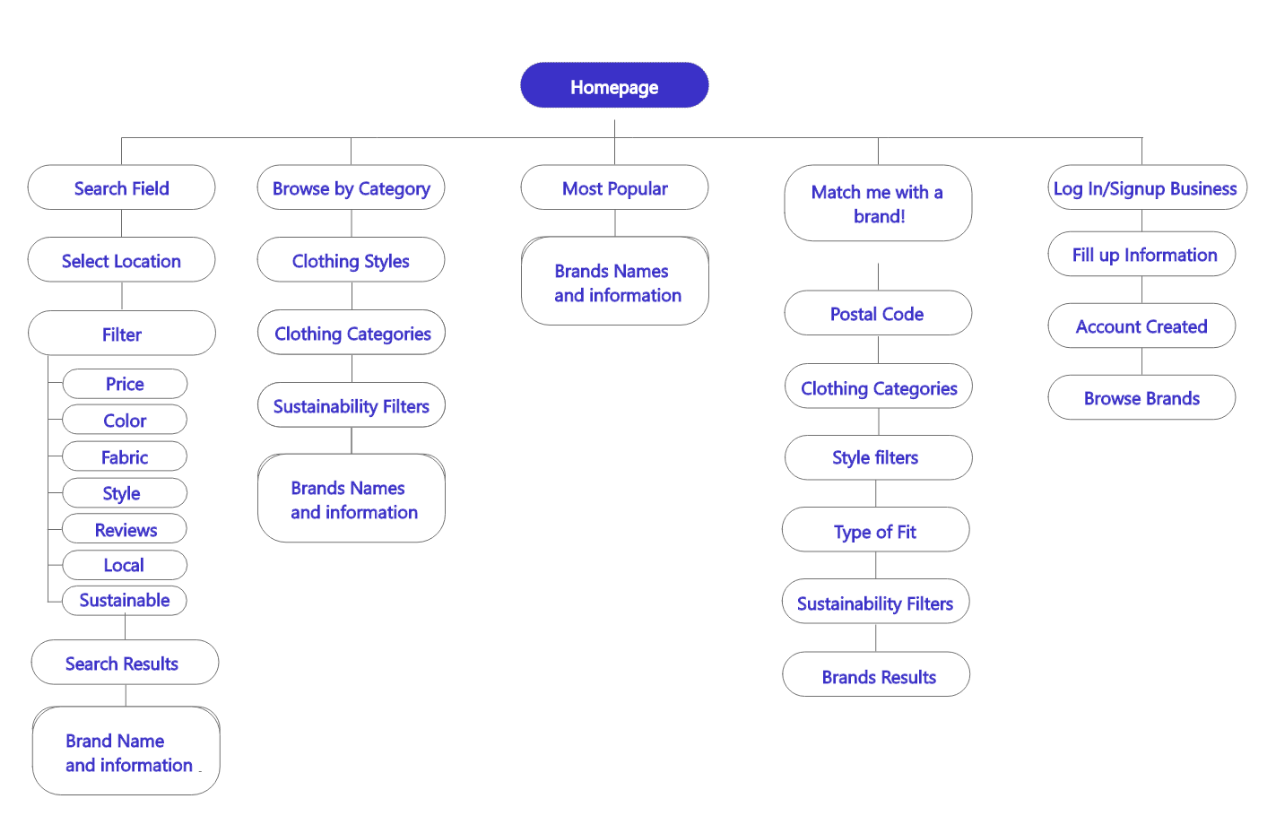 Homepage
Search Field
Select Location
Filter
Price
Color
Fabric
Style
Reviews
Local
Sustainable
Search Results
Brand Name
and information
Browse by Category
Clothing Styles
Clothing Categories
Sustainability Filters
Brands Names
and information
Most Popular
Brands Names
and information
Match me with a
brand!
Postal Code
Clothing Categories
Style filters
Type of Fit
Sustainability Filters
Brands Results
Log In/Signup Business
Fill up Information
Account Created
Browse Brands